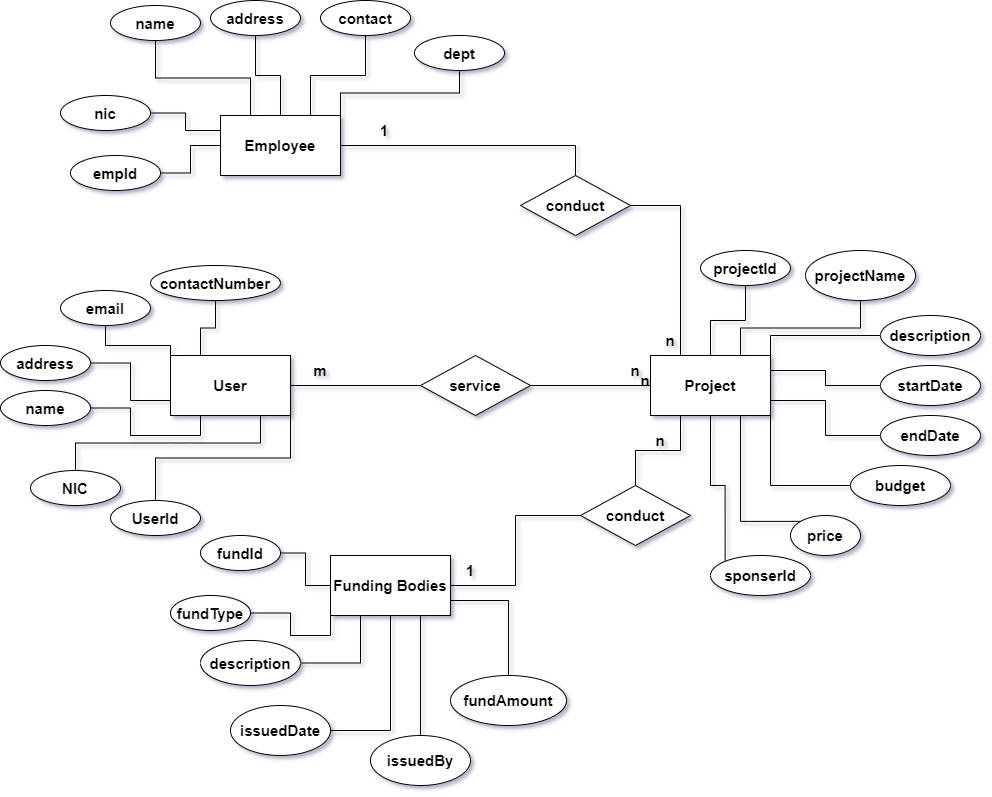 name
address
contact
dept
nic
empId
Employee
1
conduct
n
contactNumber
email
address
name
NIC
UserId
User
m
service
n
n
Project
projectId
projectName
description
startDate
endDate
budget
price
sponserId
n
conduct
1
Funding Bodies
fundId
fundType
description
issuedDate
issuedBy
fundAmount